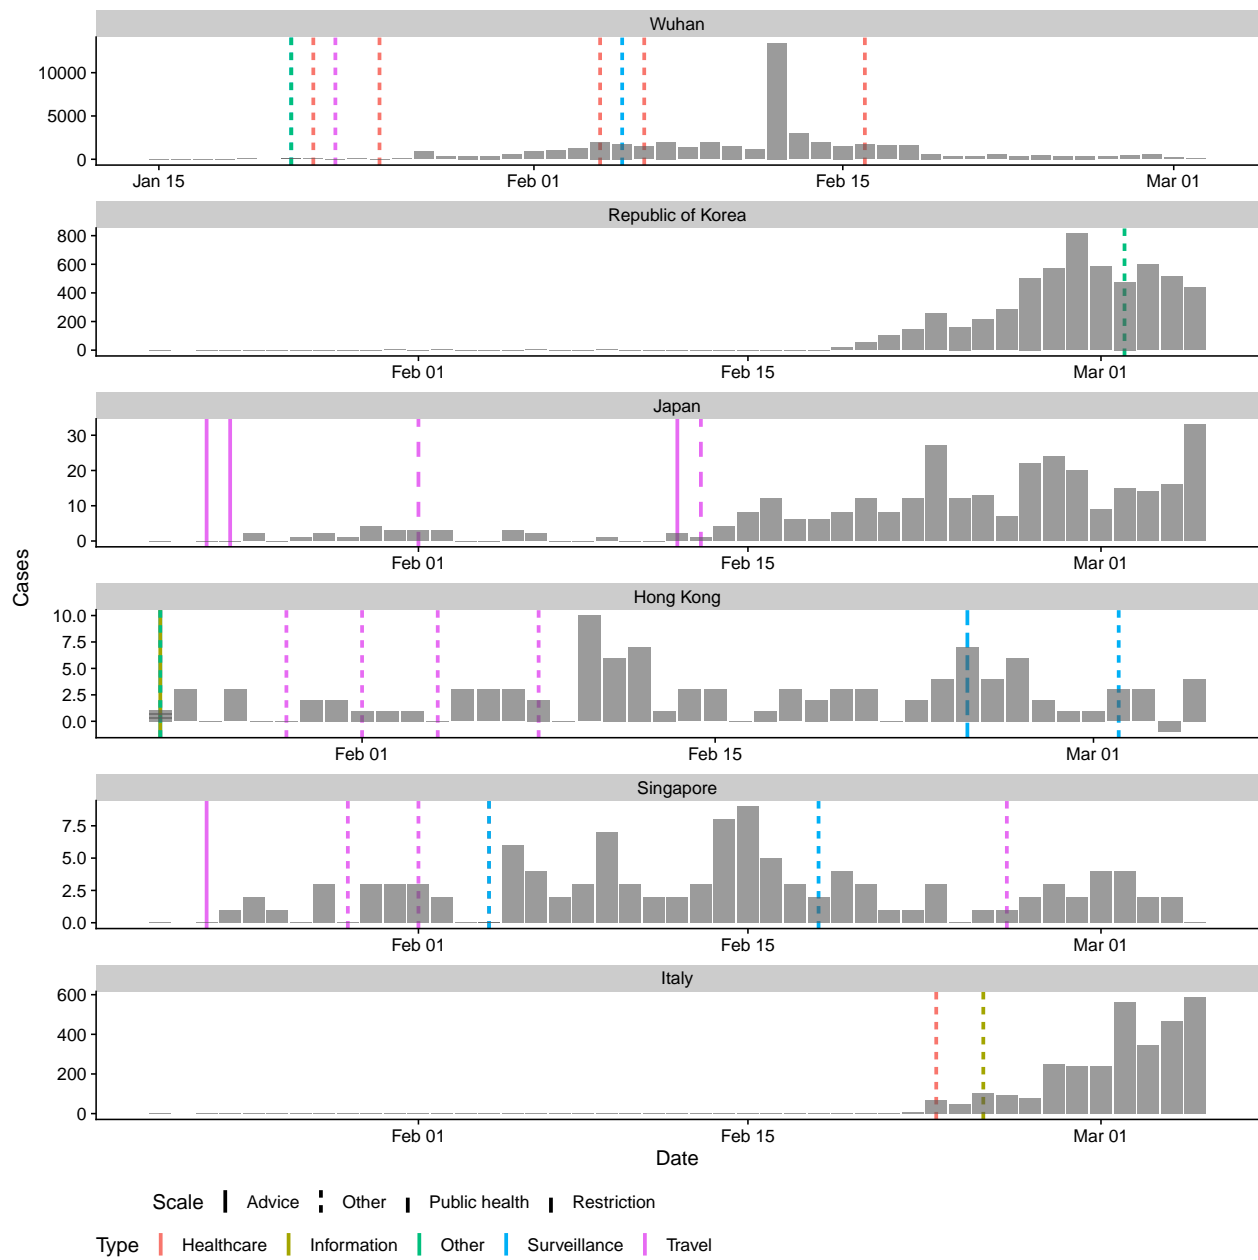 Wuhan
10000
5000
0
Jan 15 Feb 01 Feb 15 Mar 01
Republic of Korea
800
600
400
200
0
Feb 01 Feb 15 Mar 01
Japan
30
20
10
0
Feb 01 Feb 15 Mar 01
Cases
Hong Kong
10.0
7.5
5.0
2.5
0.0
Feb 01 Feb 15 Mar 01
Singapore
7.5
5.0
2.5
0.0
Feb 01 Feb 15 Mar 01
Italy
600
400
200
0
Feb 01 Feb 15 Mar 01
Date
Scale Advice Other Public health Restriction
Type Healthcare Information Other Surveillance Travel